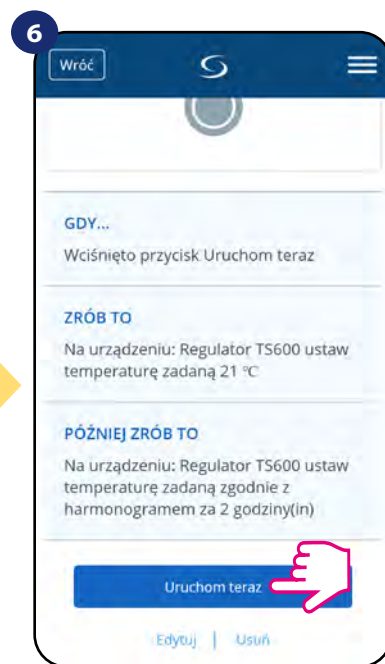 6
Wróć
GDY...
Wciśnięto przycisk Uruchom teraz
ZRÓB TO
Na urządzeniu: Regulator TS600 ustaw
temperaturę zadaną 21 °C
PÓŹNIEJ ZRÓB TO
Na urządzeniu: Regulator TS600 ustaw
temperaturę zadaną zgodnie z
harmonogramem za 2 godziny(in)
Uruchom teraz
Edytuj | Usuń